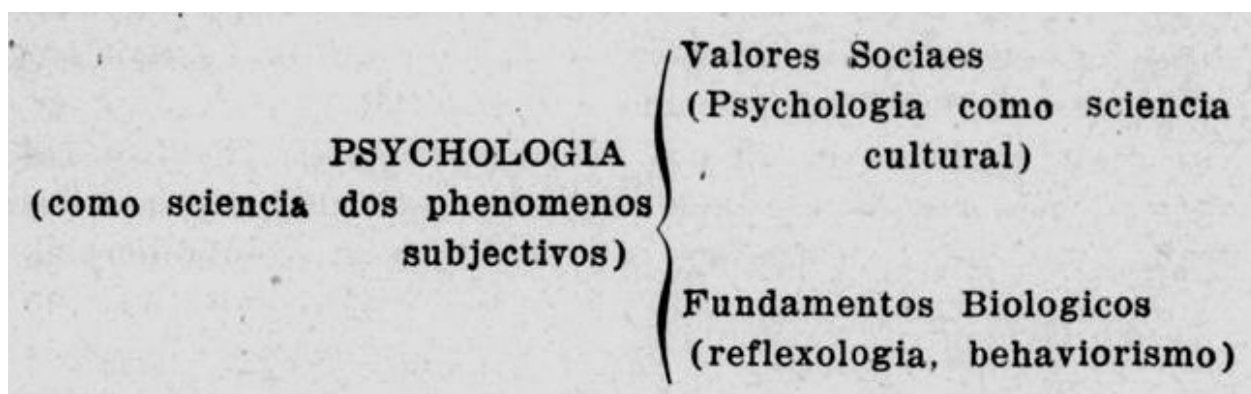 PSYCHOLOGIA
(como sciencia dos phenomenos
subjectivos)
Valores Sociaes
(Psychologia como sciencia
cultural)
Fundamentos Biologicos
(reflexologia, behaviorismo)